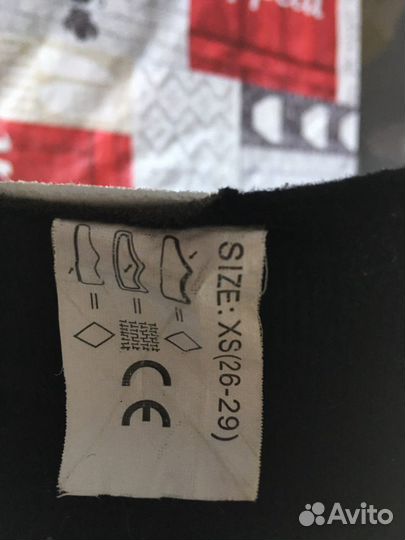 SIZE: XS(26-29)
=
=
=
CE
Avito